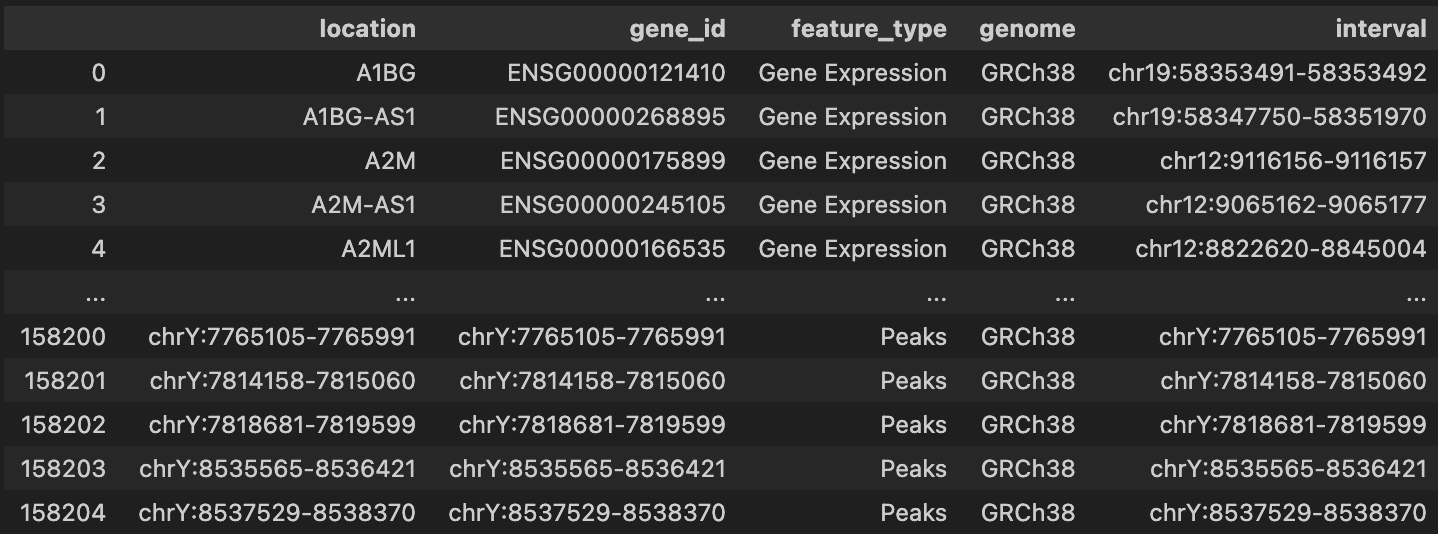 location gene_id feature_type genome interval
0 A1BG ENSG00000121410 Gene Expression GRCh38 chr19:58353491-58353492
1 A1BG-AS1 ENSG00000268895 Gene Expression GRCh38 chr19:58347750-58351970
2 A2M ENSG00000175899 Gene Expression GRCh38 chr12:9116156-9116157
3 A2M-AS1 ENSG00000245105 Gene Expression GRCh38 chr12:9065162-9065177
4 A2ML1 ENSG00000166535 Gene Expression GRCh38 chr12:8822620-8845004
... ... ... ... ... ...
158200 chrY:7765105-7765991 chrY:7765105-7765991 Peaks GRCh38 chrY:7765105-7765991
158201 chrY:7814158-7815060 chrY:7814158-7815060 Peaks GRCh38 chrY:7814158-7815060
158202 chrY:7818681-7819599 chrY:7818681-7819599 Peaks GRCh38 chrY:7818681-7819599
158203 chrY:8535565-8536421 chrY:8535565-8536421 Peaks GRCh38 chrY:8535565-8536421
158204 chrY:8537529-8538370 chrY:8537529-8538370 Peaks GRCh38 chrY:8537529-8538370